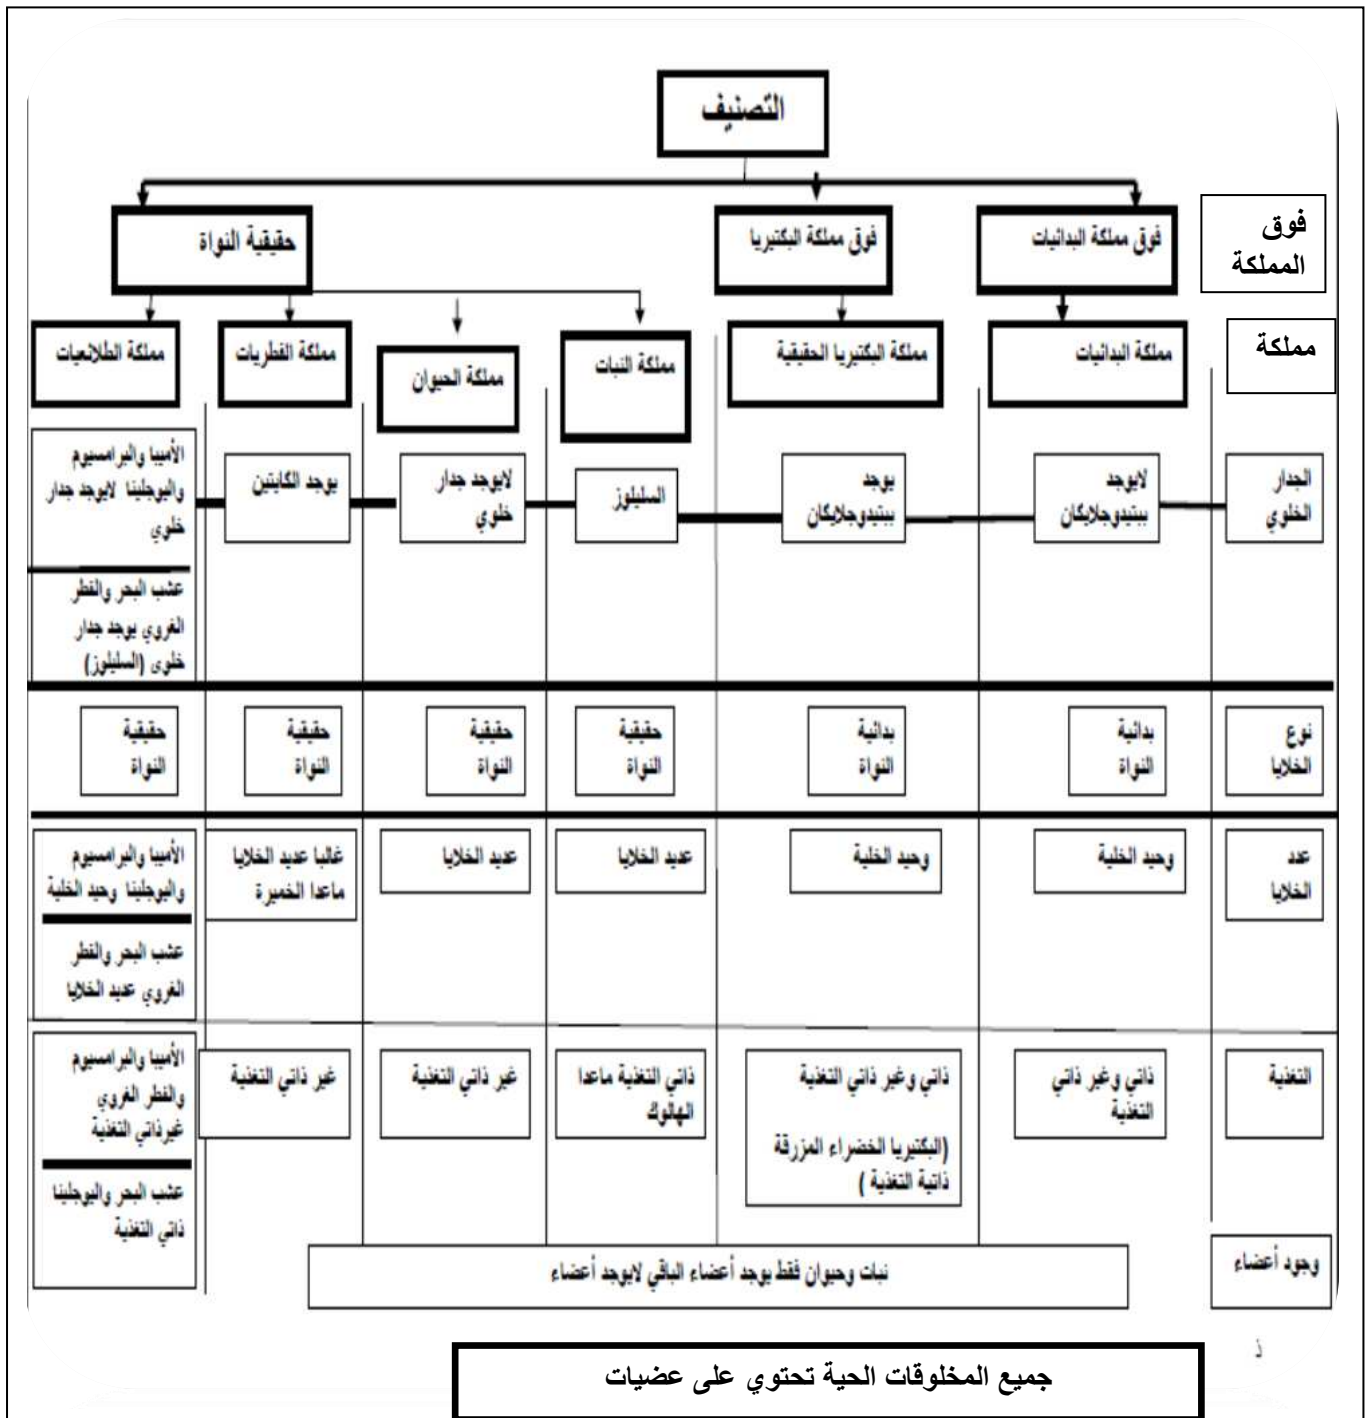 التصنيف
فوق
المملكة
فوق مملكة البدائيات
فوق مملكة البكتيريا
حقيقية النواة
مملكة
مملكة البدائيات
مملكة البكتيريا الحقيقية
مملكة النبات
مملكة الحيوان
مملكة الفطريات
مملكة الطلائعيات
الجدار
الخلوي
لايوجد
ببتيدوجلايكان
يوجد
ببتيدوجلايكان
السليلوز
لايوجد جدار
خلوي
يوجد الكايتين
الأميبا والبرامسيوم
واليوجلينا لايوجد جدار
خلوي
عشب البحر والفطر
الغروي يوجد جدار
خلوى (السليلوز)
نوع
الخلايا
بدائية
النواة
بدائية
النواة
حقيقية
النواة
حقيقية
النواة
حقيقية
النواة
حقيقية
النواة
عدد
الخلايا
وحيد الخلية
وحيد الخلية
عديد الخلايا
عديد الخلايا
غالبا عديد الخلايا
ماعدا الخميرة
الأميبا والبرامسيوم
واليوجلينا وحيد الخلية
عشب البحر والفطر
الغروي عديد الخلايا
التغذية
ذاتي وغير ذاتي
التغذية
ذاتي وغير ذاتي التغذية
(البكتيريا الخضراء المزرقة
ذاتية التغذية )
ذاتي التغذية ماعدا
الهالوك
غير ذاتي التغذية
غير ذاتي التغذية
الأميبا والبرامسيوم
والفطر الغروي
غيرذاتي التغذية
عشب البحر واليوجلينا
ذاتي التغذية
وجود أعضاء
نبات وحيوان فقط يوجد أعضاء الباقي لايوجد أعضاء
جميع المخلوقات الحية تحتوي على عضيات